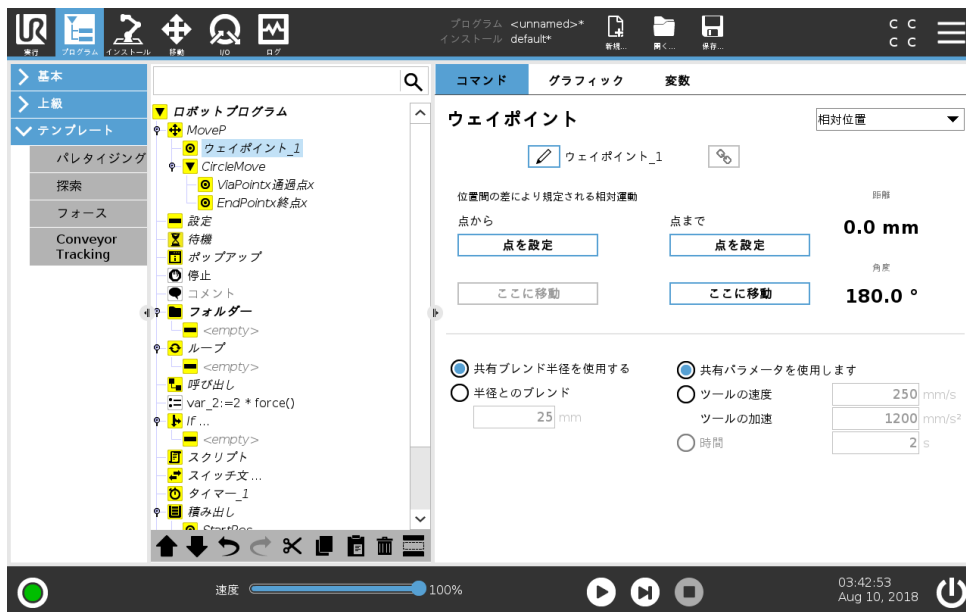 プログラム <unnamed>*
インストール default*
実行
プログラム
インストール
移動
I/O
ログ
新規...
開く...
保存...
C C
C C
基本
上級
テンプレート
パレタイジング
探索
フォース
Conveyor
Tracking
ロボットプログラム
MoveP
ウェイポイント_1
CircleMove
ViaPointx通過点x
EndPointx終点x
設定
待機
ポップアップ
停止
コメント
フォルダー
<empty>
ループ
<empty>
呼び出し
var_2:=2 * force()
If ...
<empty>
スクリプト
スイッチ文 ...
タイマー_1
積み出し
StartPos
コマンド
グラフィック
変数
ウェイポイント
相対位置
ウェイポイント_1
位置間の差により規定される相対運動
距離
点から
点まで
0.0 mm
点を設定
点を設定
角度
ここに移動
ここに移動
180.0 °
共有ブレンド半径を使用する
共有パラメータを使用します
半径とのブレンド
ツールの速度
250 mm/s
25 mm
ツールの加速
1200 mm/s²
時間
2 s
速度
100%
03:42:53
Aug 10, 2018